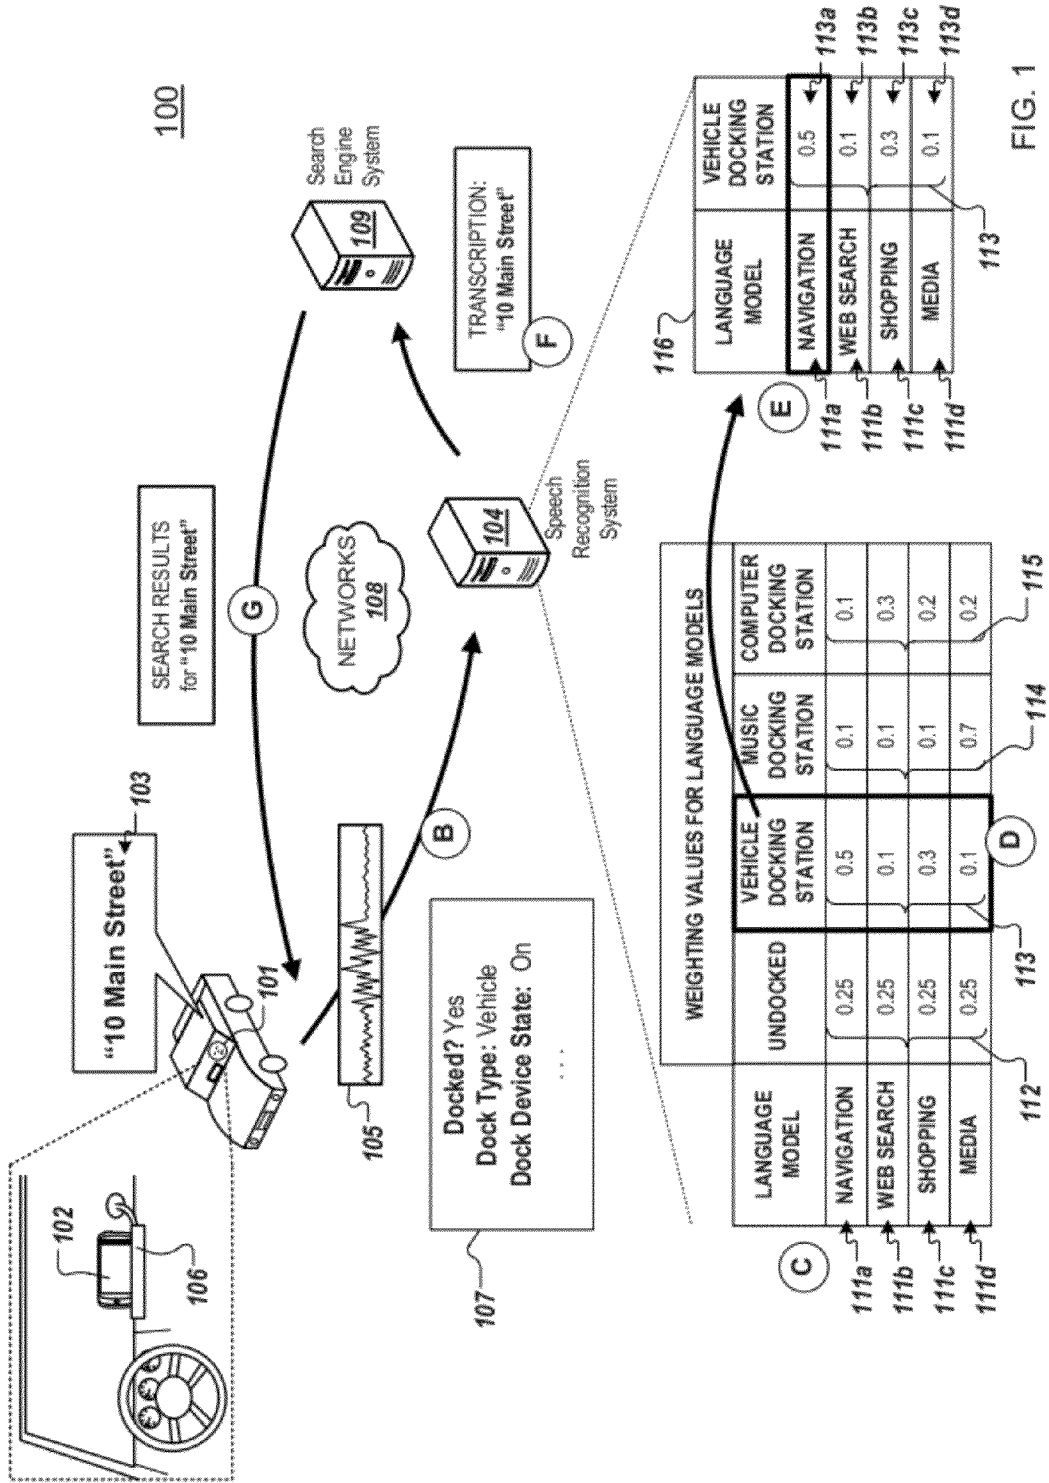 100
"10 Main Street"
103
102
106
101
SEARCH RESULTS
for "10 Main Street"
G
Search
Engine
System
109
NETWORKS
108
105
B
104
Speech
Recognition
System
TRANSCRIPTION:
"10 Main Street"
F
Docked? Yes
Dock Type: Vehicle
Dock Device State: On
. . .
107
C
WEIGHTING VALUES FOR LANGUAGE MODELS
LANGUAGE
MODEL
UNDOCKED
VEHICLE
DOCKING
STATION
MUSIC
DOCKING
STATION
COMPUTER
DOCKING
STATION
111a NAVIGATION 0.25 0.5 0.1 0.1
111b WEB SEARCH 0.25 0.1 0.1 0.3
111c SHOPPING 0.25 0.3 0.1 0.2
111d MEDIA 0.25 0.1 0.7 0.2
112
113
D
114
115
E
116
LANGUAGE
MODEL
VEHICLE
DOCKING
STATION
111a NAVIGATION 0.5 113a
111b WEB SEARCH 0.1 113b
111c SHOPPING 0.3 113c
111d MEDIA 0.1 113d
113
FIG. 1